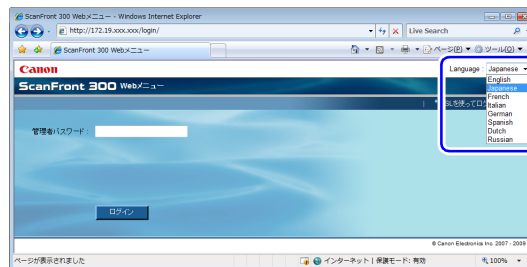 ScanFront 300 Webメニュー - Windows Internet Explorer
http://172.19.xxx.xxx/login/
Live Search
ScanFront 300 Webメニュー
ページ(P)
ツール(O)
Canon
Language
Japanese
ScanFront 300 Webメニュー
English
Japanese
French
Italian
German
Spanish
Dutch
Russian
管理者パスワード :
ログイン
© Canon Electronics Inc. 2007 - 2009
ページが表示されました
インターネット | 保護モード: 有効
100%